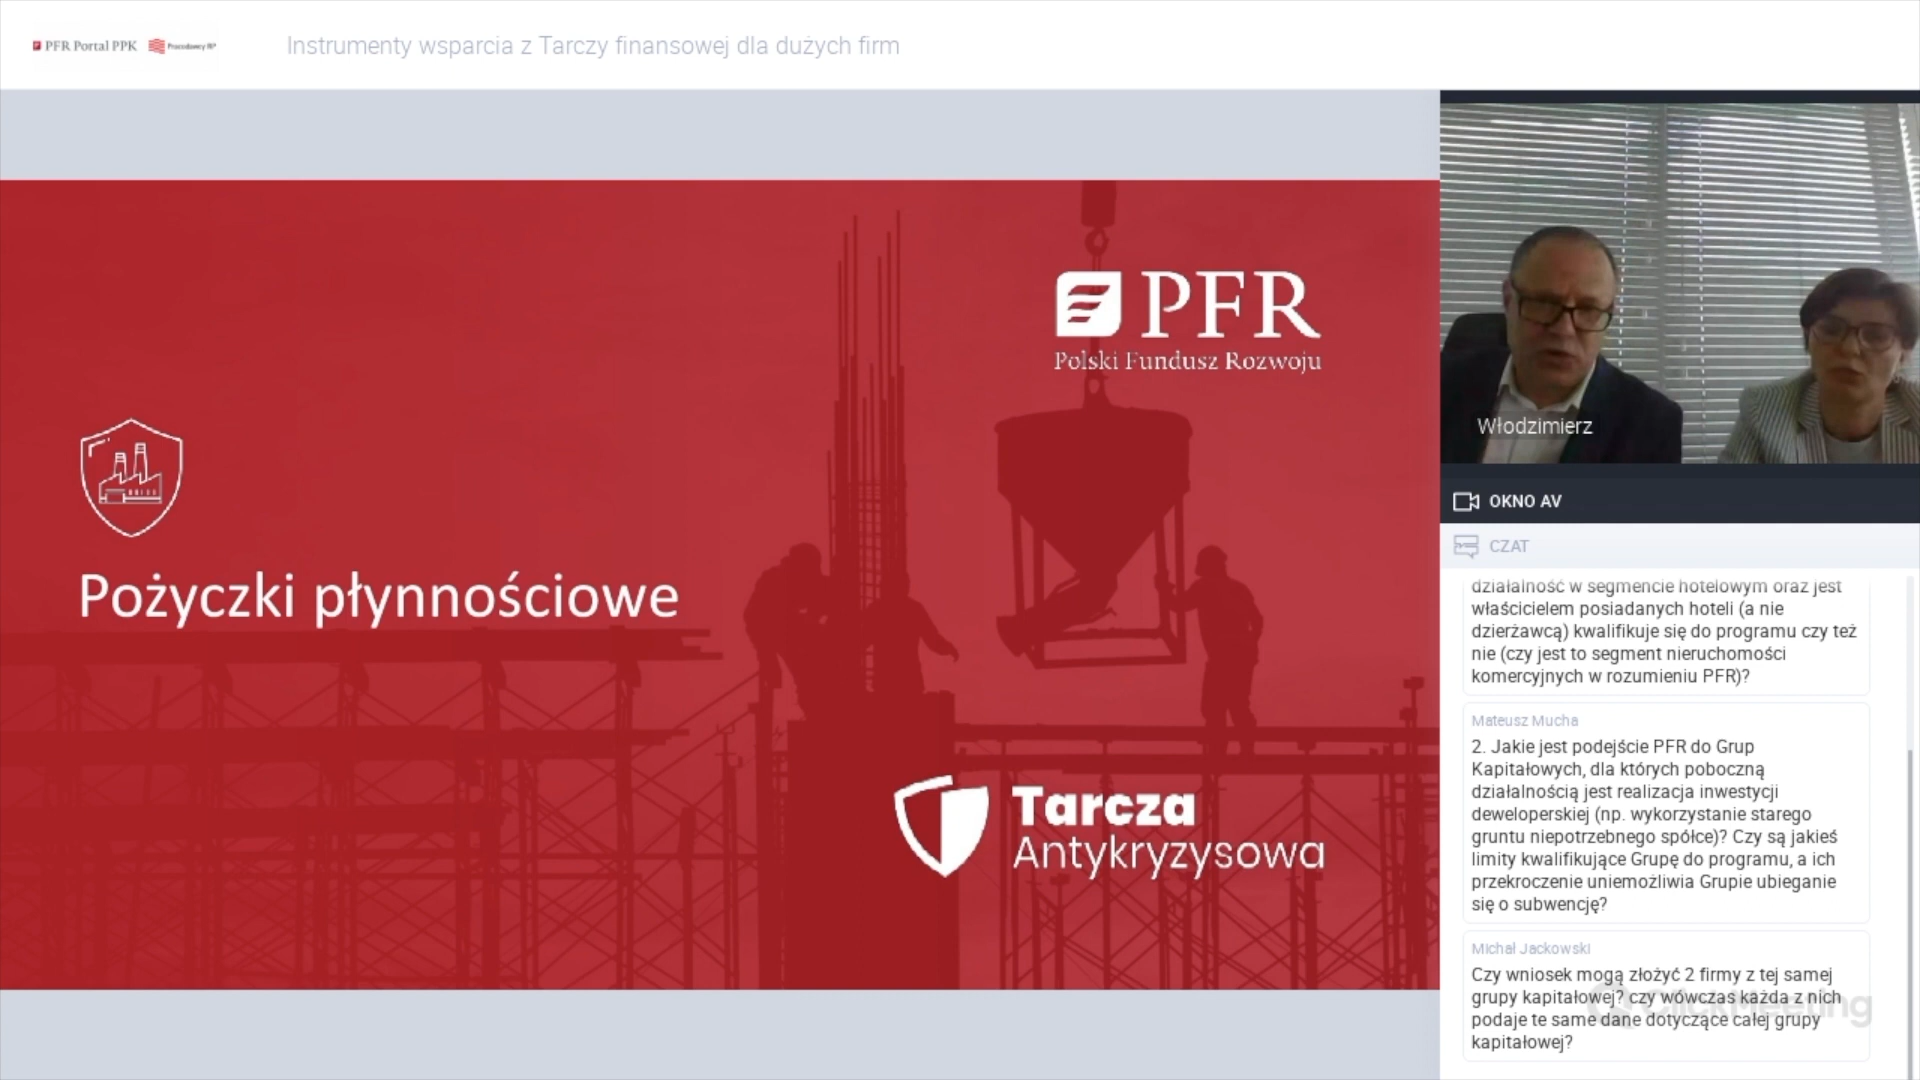 PFR Portal PPK Pracodawcy RP
Instrumenty wsparcia z Tarczy finansowej dla dużych firm
PFR
Polski Fundusz Rozwoju
Pożyczki płynnościowe
Tarcza
Antykryzysowa
Włodzimierz
OKNO AV
CZAT
działalność w segmencie hotelowym oraz jest
właścicielem posiadanych hoteli (a nie
dzierżawcą) kwalifikuje się do programu czy też
nie (czy jest to segment nieruchomości
komercyjnych w rozumieniu PFR)?
Mateusz Mucha
2. Jakie jest podejście PFR do Grup
Kapitałowych, dla których poboczną
działalnością jest realizacja inwestycji
deweloperskiej (np. wykorzystanie starego
gruntu niepotrzebnego spółce)? Czy są jakieś
limity kwalifikujące Grupę do programu, a ich
przekroczenie uniemożliwia Grupie ubieganie
się o subwencję?
Michał Jackowski
Czy wniosek mogą złożyć 2 firmy z tej samej
grupy kapitałowej? czy wówczas każda z nich
podaje te same dane dotyczące całej grupy
kapitałowej?
ClickMeeting